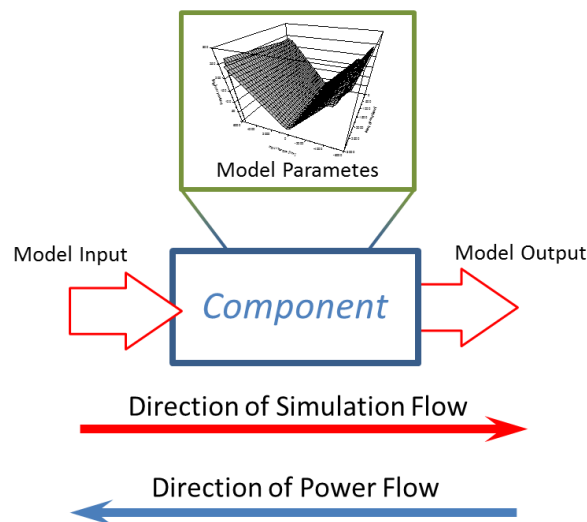 Model Parametes
Model Input
Model Output
Component
Direction of Simulation Flow
Direction of Power Flow